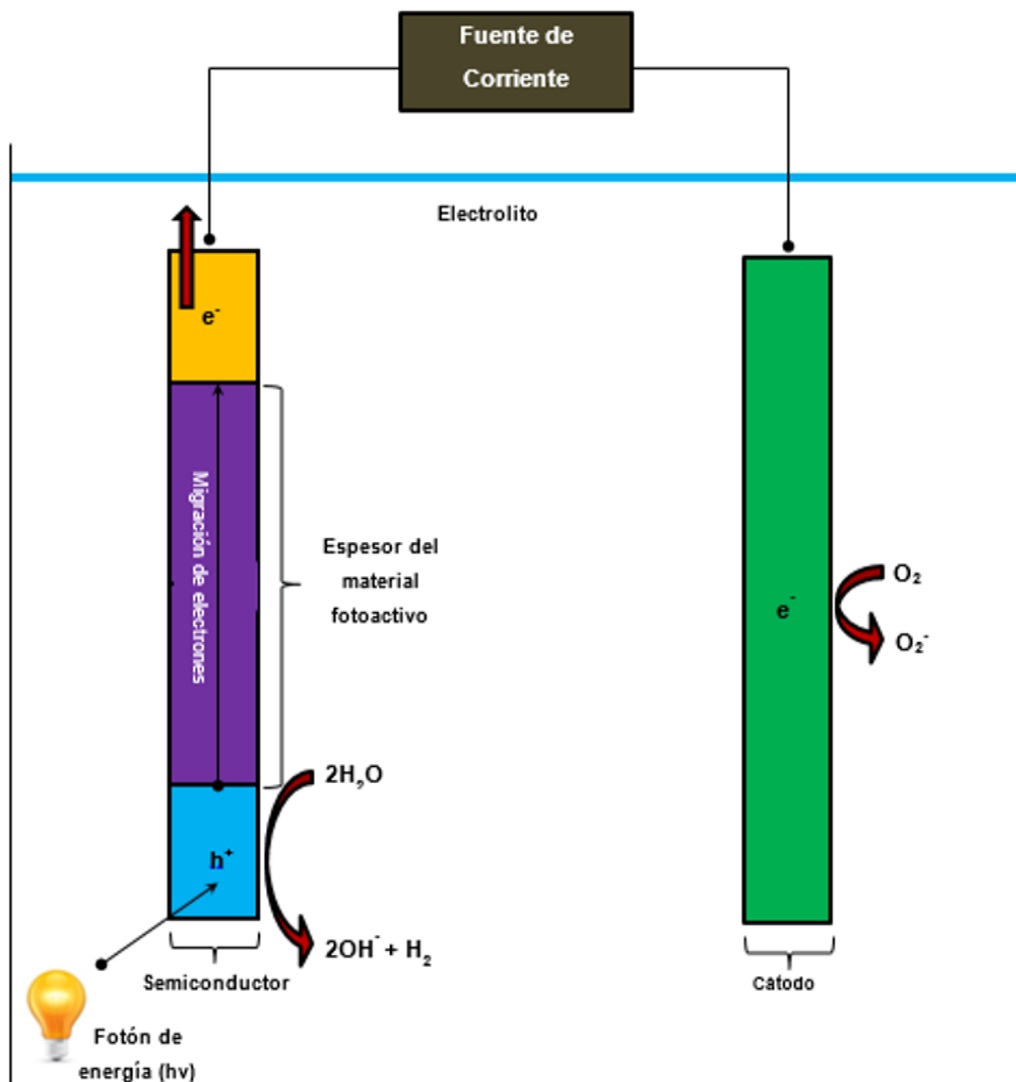 Fuente de
Corriente
Electrolito
e⁻
Migración de electrones
Espesor del
material
fotoactivo
e⁻
O₂
O₂⁻
2H₂O
h⁺
2OH⁻ + H₂
Semiconductor
Cátodo
Fotón de
energía (hv)